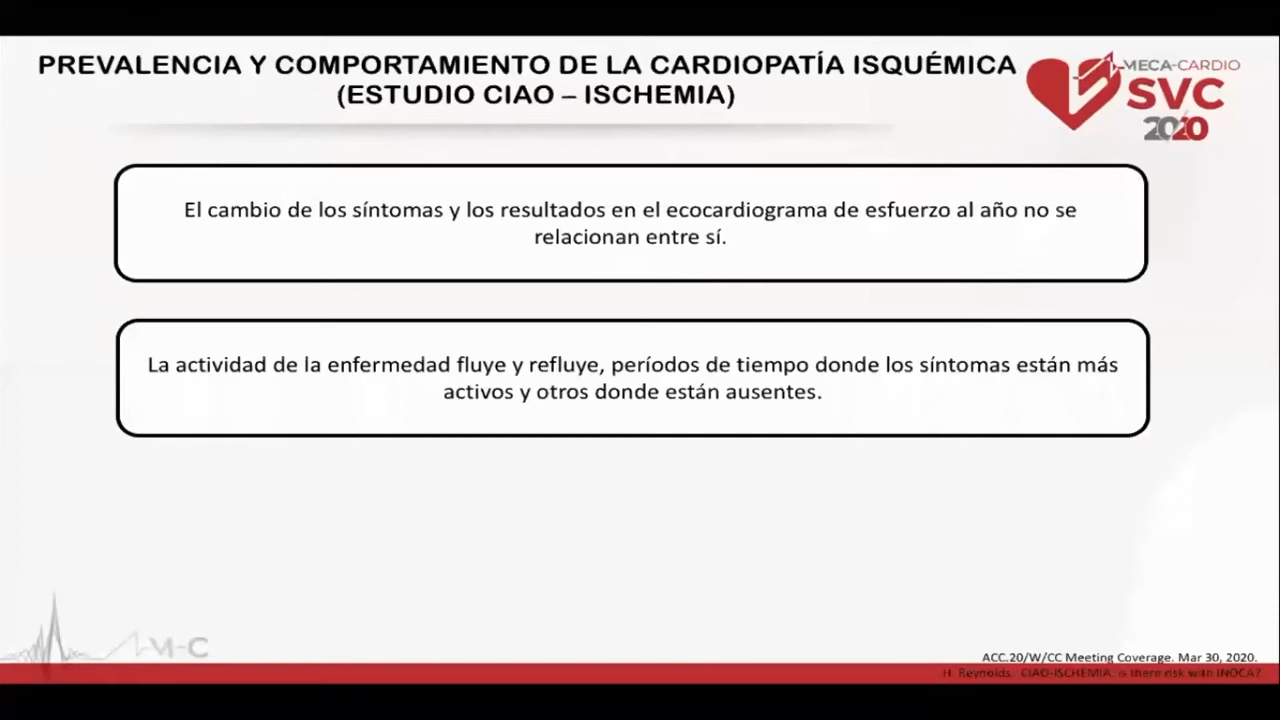 PREVALENCIA Y COMPORTAMIENTO DE LA CARDIOPATÍA ISQUÉMICA
(ESTUDIO CIAO – ISCHEMIA)
MECA-CARDIO
SVC
2020
El cambio de los síntomas y los resultados en el ecocardiograma de esfuerzo al año no se
relacionan entre sí.
La actividad de la enfermedad fluye y refluye, períodos de tiempo donde los síntomas están más
activos y otros donde están ausentes.
M-C
ACC.20/W/CC Meeting Coverage. Mar 30, 2020.
H. Reynolds. CIAO-ISCHEMIA: is there risk with INOCA?